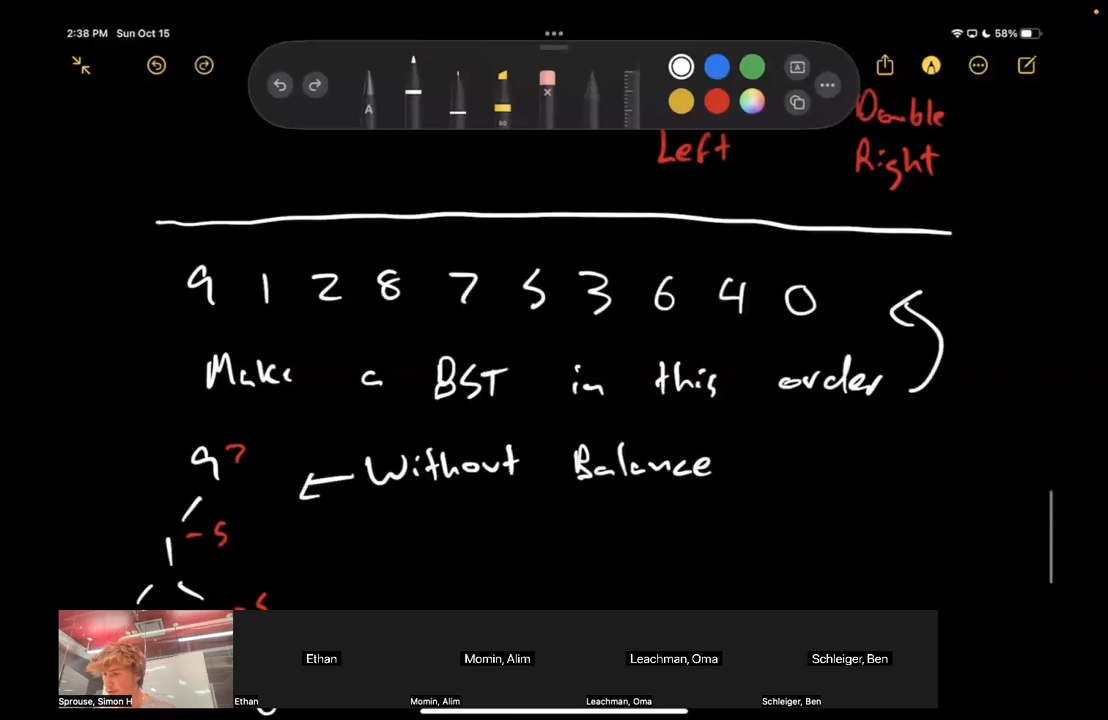 2:38 PM Sun Oct 15
58%
A
80
A
Double
Left
Right
9 1 2 8 7 5 3 6 4 0
Make a BST in this order
9 7
Without Balance
1 -5
Ethan
Momin, Alim
Leachman, Oma
Schleiger, Ben
Sprouse, Simon H
Ethan
Momin, Alim
Leachman, Oma
Schleiger, Ben